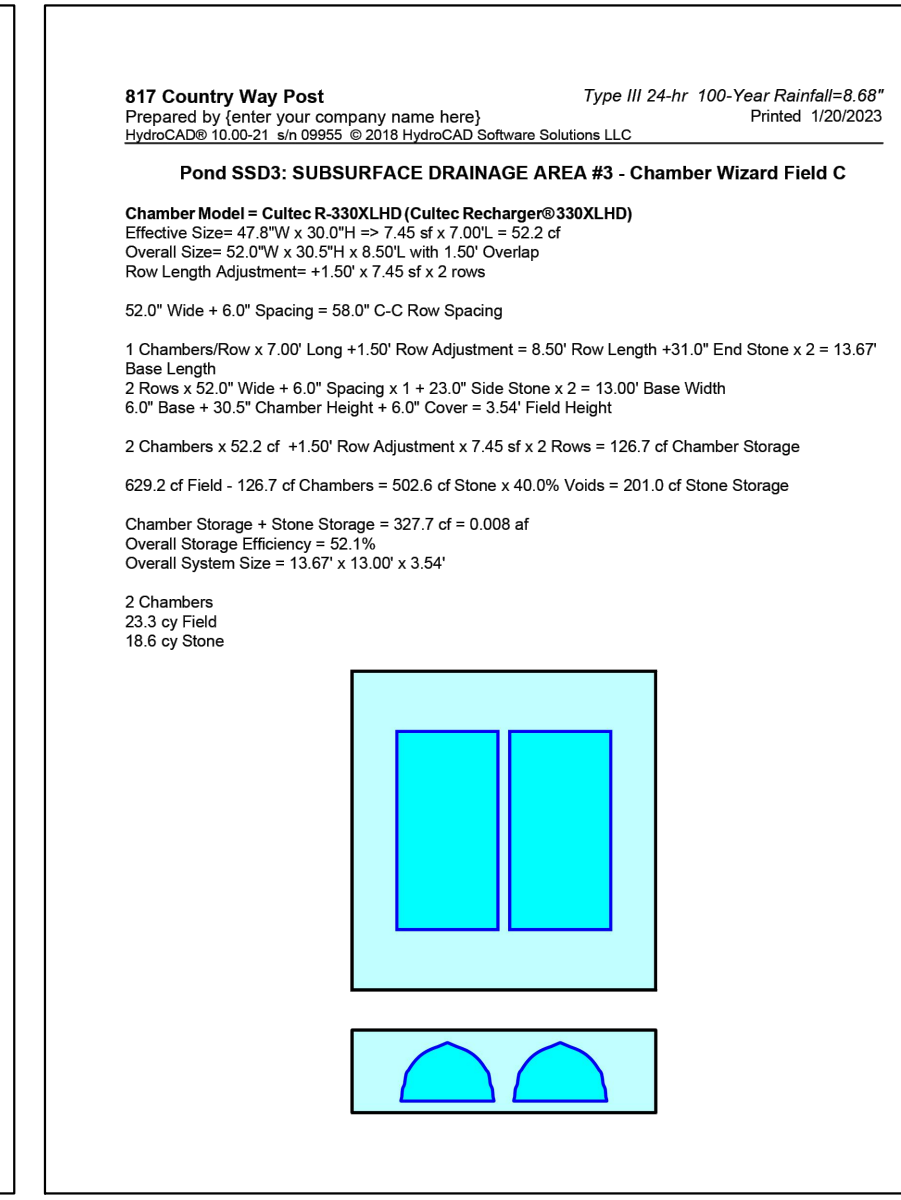 817 Country Way Post
Type III 24-hr 100-Year Rainfall=8.68"
Prepared by {enter your company name here}
Printed 1/20/2023
HydroCAD® 10.00-21 s/n 09955 © 2018 HydroCAD Software Solutions LLC
Pond SSD3: SUBSURFACE DRAINAGE AREA #3 - Chamber Wizard Field C
Chamber Model = Cultec R-330XLHD (Cultec Recharger® 330XLHD)
Effective Size= 47.8"W x 30.0"H => 7.45 sf x 7.00'L = 52.2 cf
Overall Size= 52.0"W x 30.5"H x 8.50'L with 1.50' Overlap
Row Length Adjustment= +1.50' x 7.45 sf x 2 rows
52.0" Wide + 6.0" Spacing = 58.0" C-C Row Spacing
1 Chambers/Row x 7.00' Long +1.50' Row Adjustment = 8.50' Row Length +31.0" End Stone x 2 = 13.67'
Base Length
2 Rows x 52.0" Wide + 6.0" Spacing x 1 + 23.0" Side Stone x 2 = 13.00' Base Width
6.0" Base + 30.5" Chamber Height + 6.0" Cover = 3.54' Field Height
2 Chambers x 52.2 cf +1.50' Row Adjustment x 7.45 sf x 2 Rows = 126.7 cf Chamber Storage
629.2 cf Field - 126.7 cf Chambers = 502.6 cf Stone x 40.0% Voids = 201.0 cf Stone Storage
Chamber Storage + Stone Storage = 327.7 cf = 0.008 af
Overall Storage Efficiency = 52.1%
Overall System Size = 13.67' x 13.00' x 3.54'
2 Chambers
23.3 cy Field
18.6 cy Stone